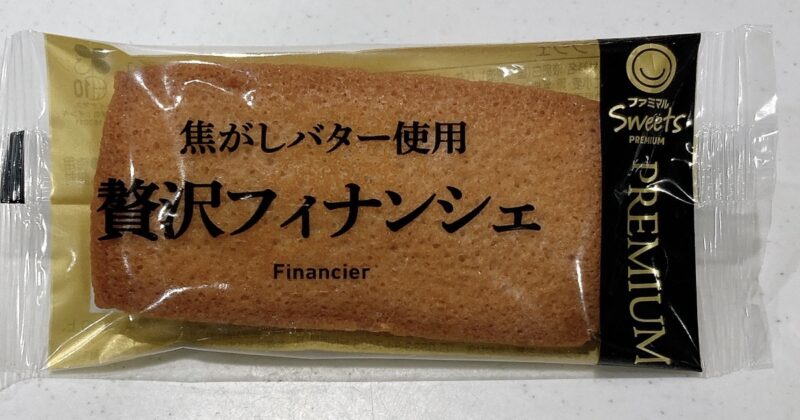 焦がしバター使用
贅沢フィナンシェ
Financier
ファミマル
Sweets
PREMIUM
PREMIUM